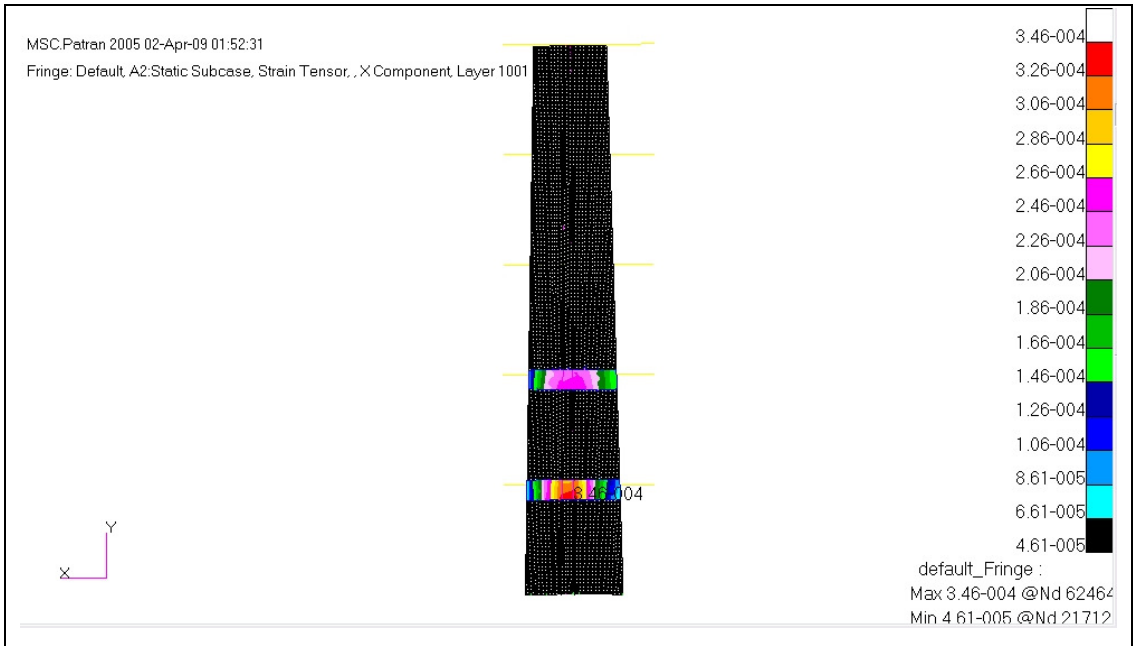 MSC.Patran 2005 02-Apr-09 01:52:31
Fringe: Default, A2:Static Subcase, Strain Tensor, , X Component, Layer 1001
3.46-004
3.26-004
3.06-004
2.86-004
2.66-004
2.46-004
2.26-004
2.06-004
1.86-004
1.66-004
1.46-004
1.26-004
1.06-004
8.61-005
6.61-005
4.61-005
3.46-004
Y
X
default_Fringe :
Max 3.46-004 @Nd 62464
Min 4.61-005 @Nd 21712